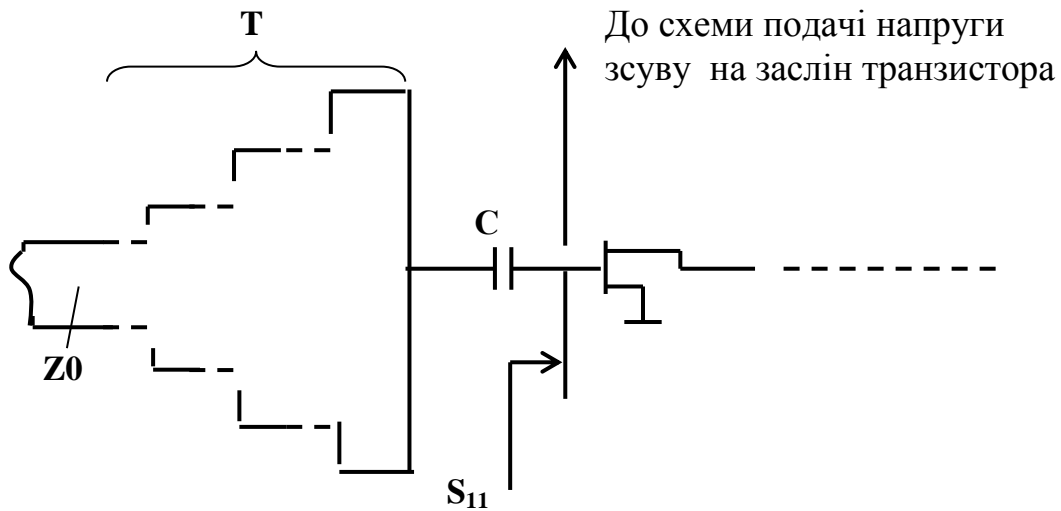 T
До схеми подачі напруги
зсуву на заслін транзистора
C
Z0
S₁₁